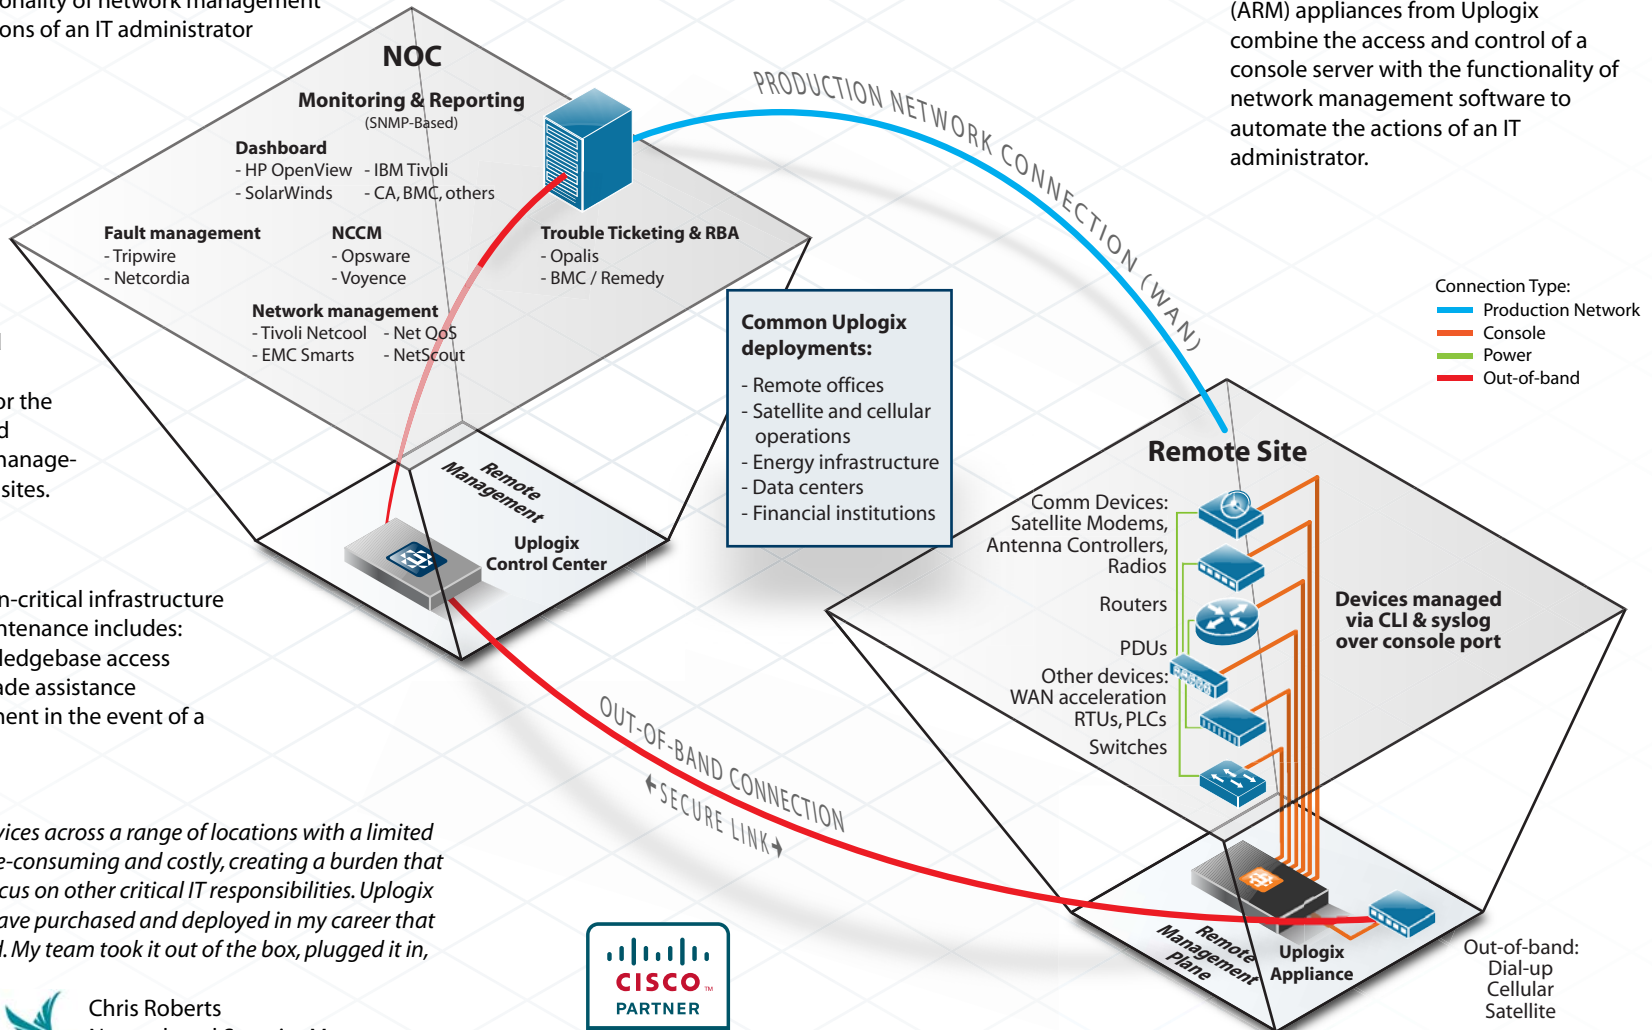 onality of network management
ons of an IT administrator
(ARM) appliances from Uplogix
combine the access and control of a
console server with the functionality of
network management software to
automate the actions of an IT
administrator.
NOC
Monitoring & Reporting
(SNMP-Based)
Dashboard
- HP OpenView
- SolarWinds
- IBM Tivoli
- CA, BMC, others
Fault management
- Tripwire
- Netcordia
NCCM
- Opsware
- Voyence
Trouble Ticketing & RBA
- Opalis
- BMC / Remedy
Network management
- Tivoli Netcool
- EMC Smarts
- Net QoS
- NetScout
PRODUCTION NETWORK CONNECTION (WAN)
Connection Type:
Production Network
Console
Power
Out-of-band
Common Uplogix
deployments:
- Remote offices
- Satellite and cellular
operations
- Energy infrastructure
- Data centers
- Financial institutions
or the
d
manage-
sites.
Remote
Management
Uplogix
Control Center
n-critical infrastructure
ntenance includes:
ledgebase access
ade assistance
ment in the event of a
Remote Site
Comm Devices:
Satellite Modems,
Antenna Controllers,
Radios
Routers
PDUs
Other devices:
WAN acceleration
RTUs, PLCs
Switches
Devices managed
via CLI & syslog
over console port
OUT-OF-BAND CONNECTION
SECURE LINK
vices across a range of locations with a limited
e-consuming and costly, creating a burden that
ocus on other critical IT responsibilities. Uplogix
ave purchased and deployed in my career that
d. My team took it out of the box, plugged it in,
Chris Roberts
CISCO™
PARTNER
Remote
Management
Plane
Uplogix
Appliance
Out-of-band:
Dial-up
Cellular
Satellite